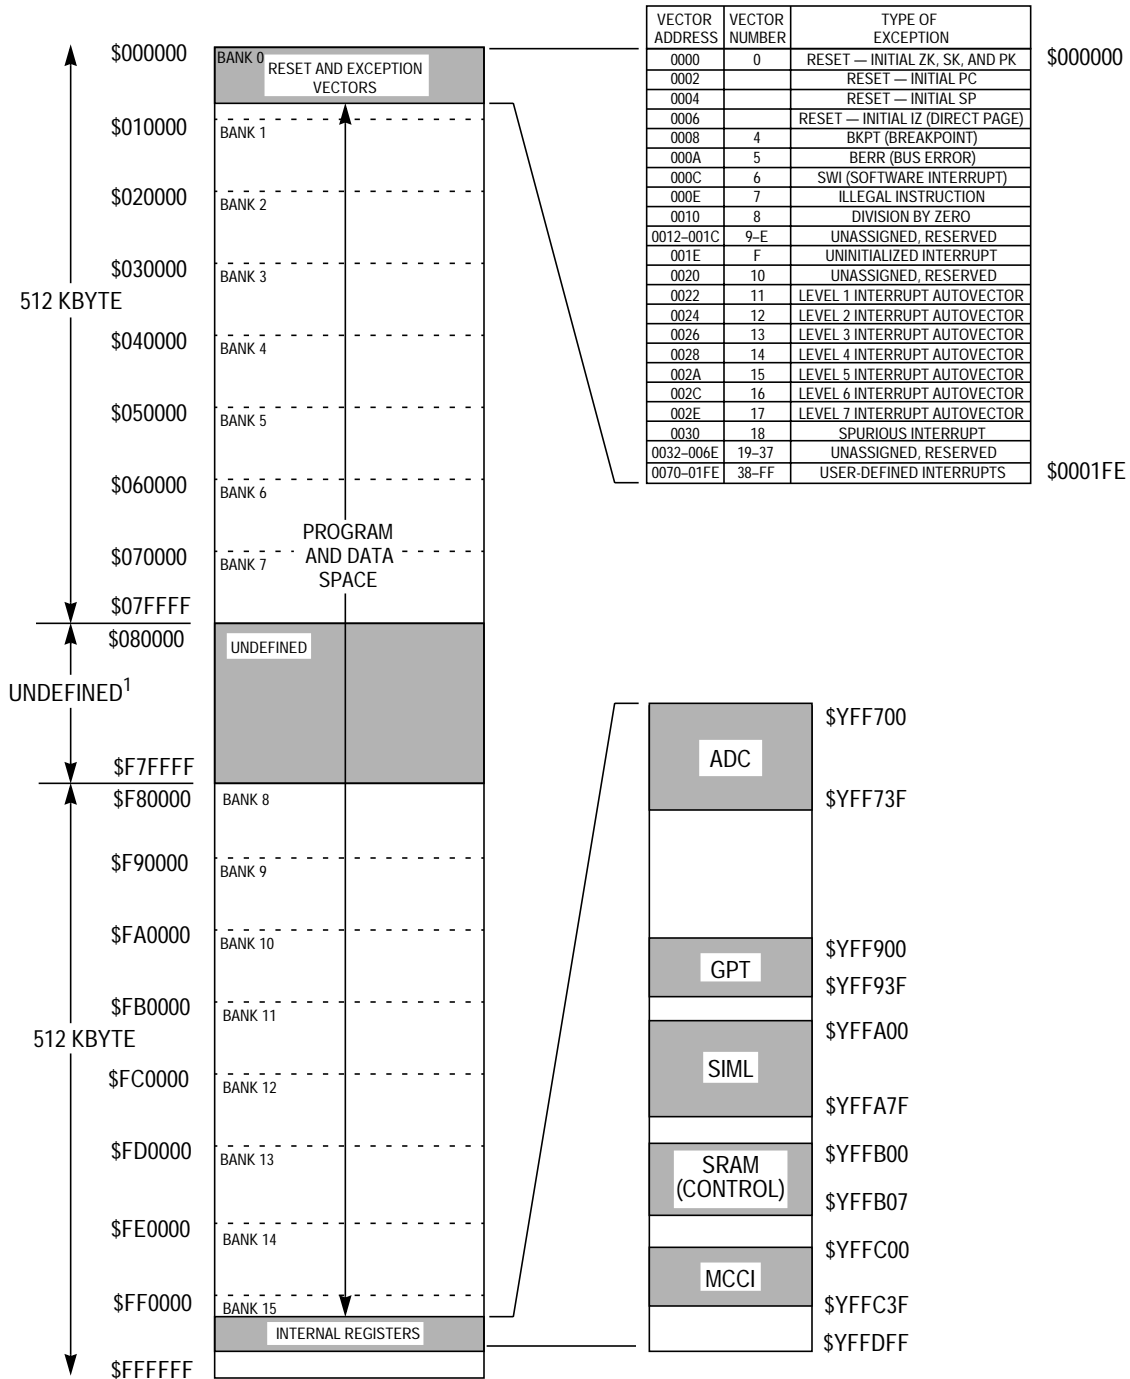 VECTOR ADDRESS VECTOR NUMBER TYPE OF EXCEPTION
0000 0 RESET — INITIAL ZK, SK, AND PK
0002 RESET — INITIAL PC
0004 RESET — INITIAL SP
0006 RESET — INITIAL IZ (DIRECT PAGE)
0008 4 BKPT (BREAKPOINT)
000A 5 BERR (BUS ERROR)
000C 6 SWI (SOFTWARE INTERRUPT)
000E 7 ILLEGAL INSTRUCTION
0010 8 DIVISION BY ZERO
0012–001C 9–E UNASSIGNED, RESERVED
001E F UNINITIALIZED INTERRUPT
0020 10 UNASSIGNED, RESERVED
0022 11 LEVEL 1 INTERRUPT AUTOVECTOR
0024 12 LEVEL 2 INTERRUPT AUTOVECTOR
0026 13 LEVEL 3 INTERRUPT AUTOVECTOR
0028 14 LEVEL 4 INTERRUPT AUTOVECTOR
002A 15 LEVEL 5 INTERRUPT AUTOVECTOR
002C 16 LEVEL 6 INTERRUPT AUTOVECTOR
002E 17 LEVEL 7 INTERRUPT AUTOVECTOR
0030 18 SPURIOUS INTERRUPT
0032–006E 19–37 UNASSIGNED, RESERVED
0070–01FE 38–FF USER-DEFINED INTERRUPTS
$000000
$0001FE
$000000
BANK 0
RESET AND EXCEPTION
VECTORS
$010000
BANK 1
$020000
BANK 2
$030000
BANK 3
512 KBYTE
$040000
BANK 4
$050000
BANK 5
$060000
BANK 6
PROGRAM
AND DATA
SPACE
$070000
BANK 7
$07FFFF
$080000
UNDEFINED
UNDEFINED1
$F7FFFF
$F80000
BANK 8
$F90000
BANK 9
$FA0000
BANK 10
$FB0000
BANK 11
512 KBYTE
$FC0000
BANK 12
$FD0000
BANK 13
$FE0000
BANK 14
$FF0000
BANK 15
INTERNAL REGISTERS
$FFFFFF
$YFF700
ADC
$YFF73F
$YFF900
GPT
$YFF93F
$YFFA00
SIML
$YFFA7F
$YFFB00
SRAM
(CONTROL)
$YFFB07
$YFFC00
MCCI
$YFFC3F
$YFFDFF